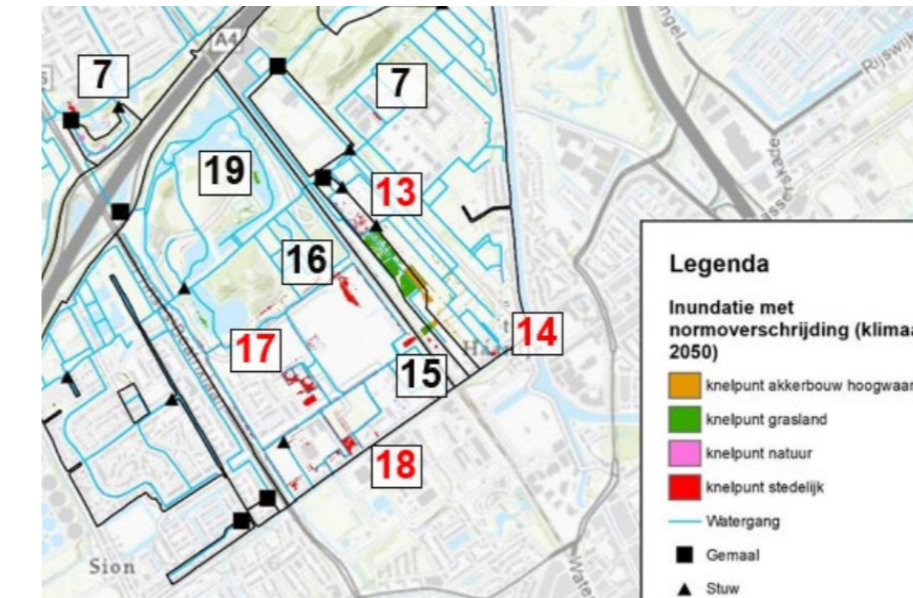 A4
7
7
19
13
16
14
17
15
18
Sion
Legenda
Inundatie met
normoverschrijding (klimaa
2050)
knelpunt akkerbouw hoogwaar
knelpunt grasland
knelpunt natuur
knelpunt stedelijk
Watergang
Gemaal
Stuw
Rijswijk